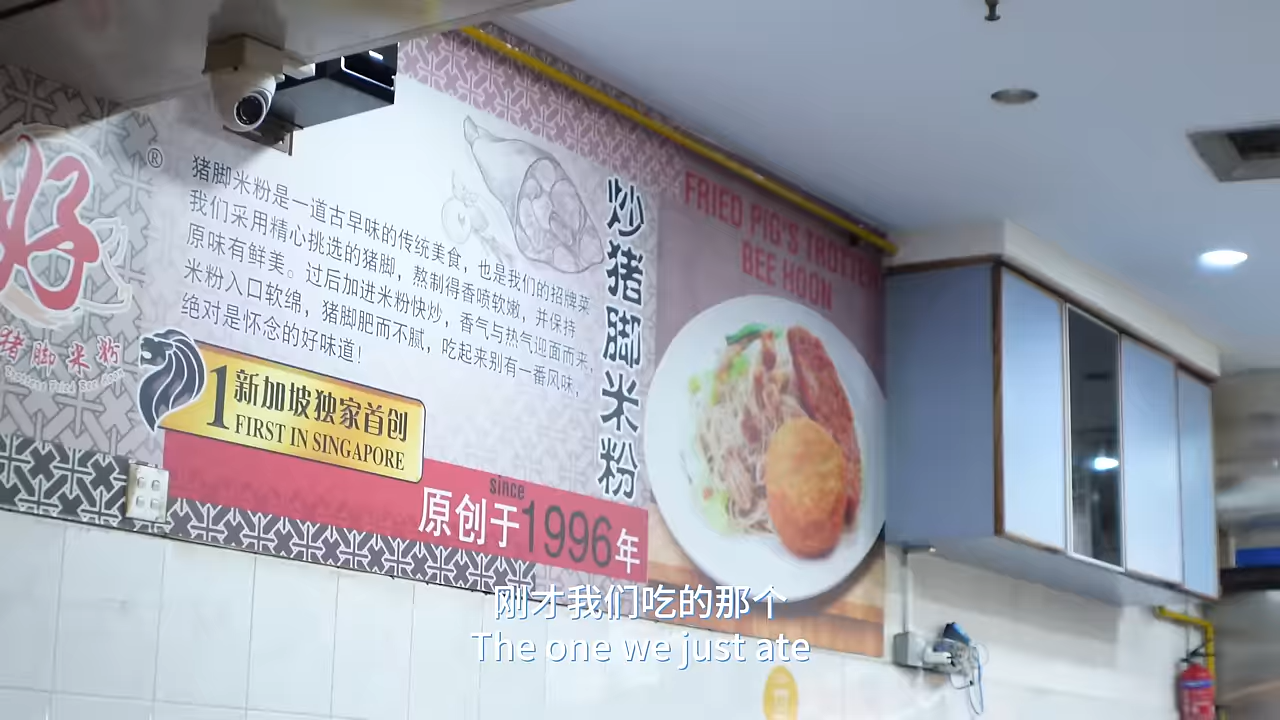 好
®
猪脚米粉
猪脚米粉是一道古早味的传统美食，也是我们的招牌菜
我们采用精心挑选的猪脚，熬制得香喷软嫩，并保持
原味有鲜美。过后加进米粉快炒，香气与热气迎面而来，
米粉入口软绵，猪脚肥而不腻，吃起来别有一番风味，
绝对是怀念的好味道！
1 新加坡独家首创
FIRST IN SINGAPORE
since
原创于1996年
炒猪脚米粉
FRIED PIG'S TROTTER
BEE HOON
刚才我们吃的那个
The one we just ate